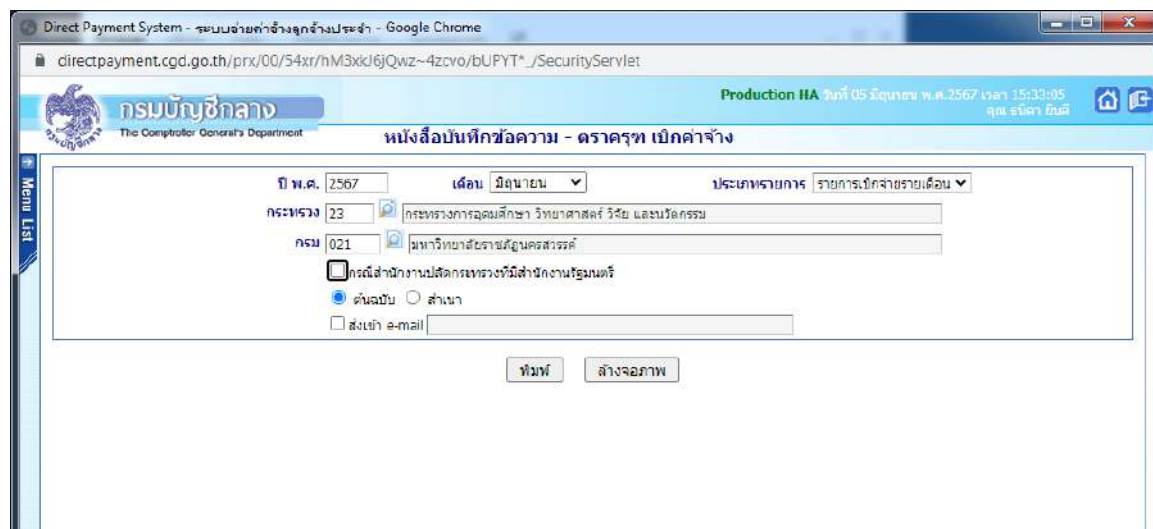 Direct Payment System - ระบบจ่ายค่าจ้างลูกจ้างประจำ - Google Chrome
directpayment.cgd.go.th/prx/00/54xr/hM3xkJ6jQwz~4zcvo/bUPYT*_/SecurityServlet
Production HA วันที่ 05 มิถุนายน พ.ศ.2567 เวลา 15:33:05
กรมบัญชีกลาง
คุณ ธนิดา ยินดี
The Comptroller General's Department
หนังสือบันทึกข้อความ - ตราครุฑ เบิกค่าจ้าง
Menu List
ปี พ.ศ. 2567 เดือน มิถุนายน ประเภทรายการ รายการเบิกจ่ายรายเดือน
กระทรวง 23 กระทรวงการอุดมศึกษา วิทยาศาสตร์ วิจัย และนวัตกรรม
กรม 021 มหาวิทยาลัยราชภัฏนครสวรรค์
กรณีสำนักงานปลัดกระทรวงที่มีสำนักงานรัฐมนตรี
ต้นฉบับ สำเนา
ส่งเข้า e-mail
พิมพ์ ล้างจอภาพ